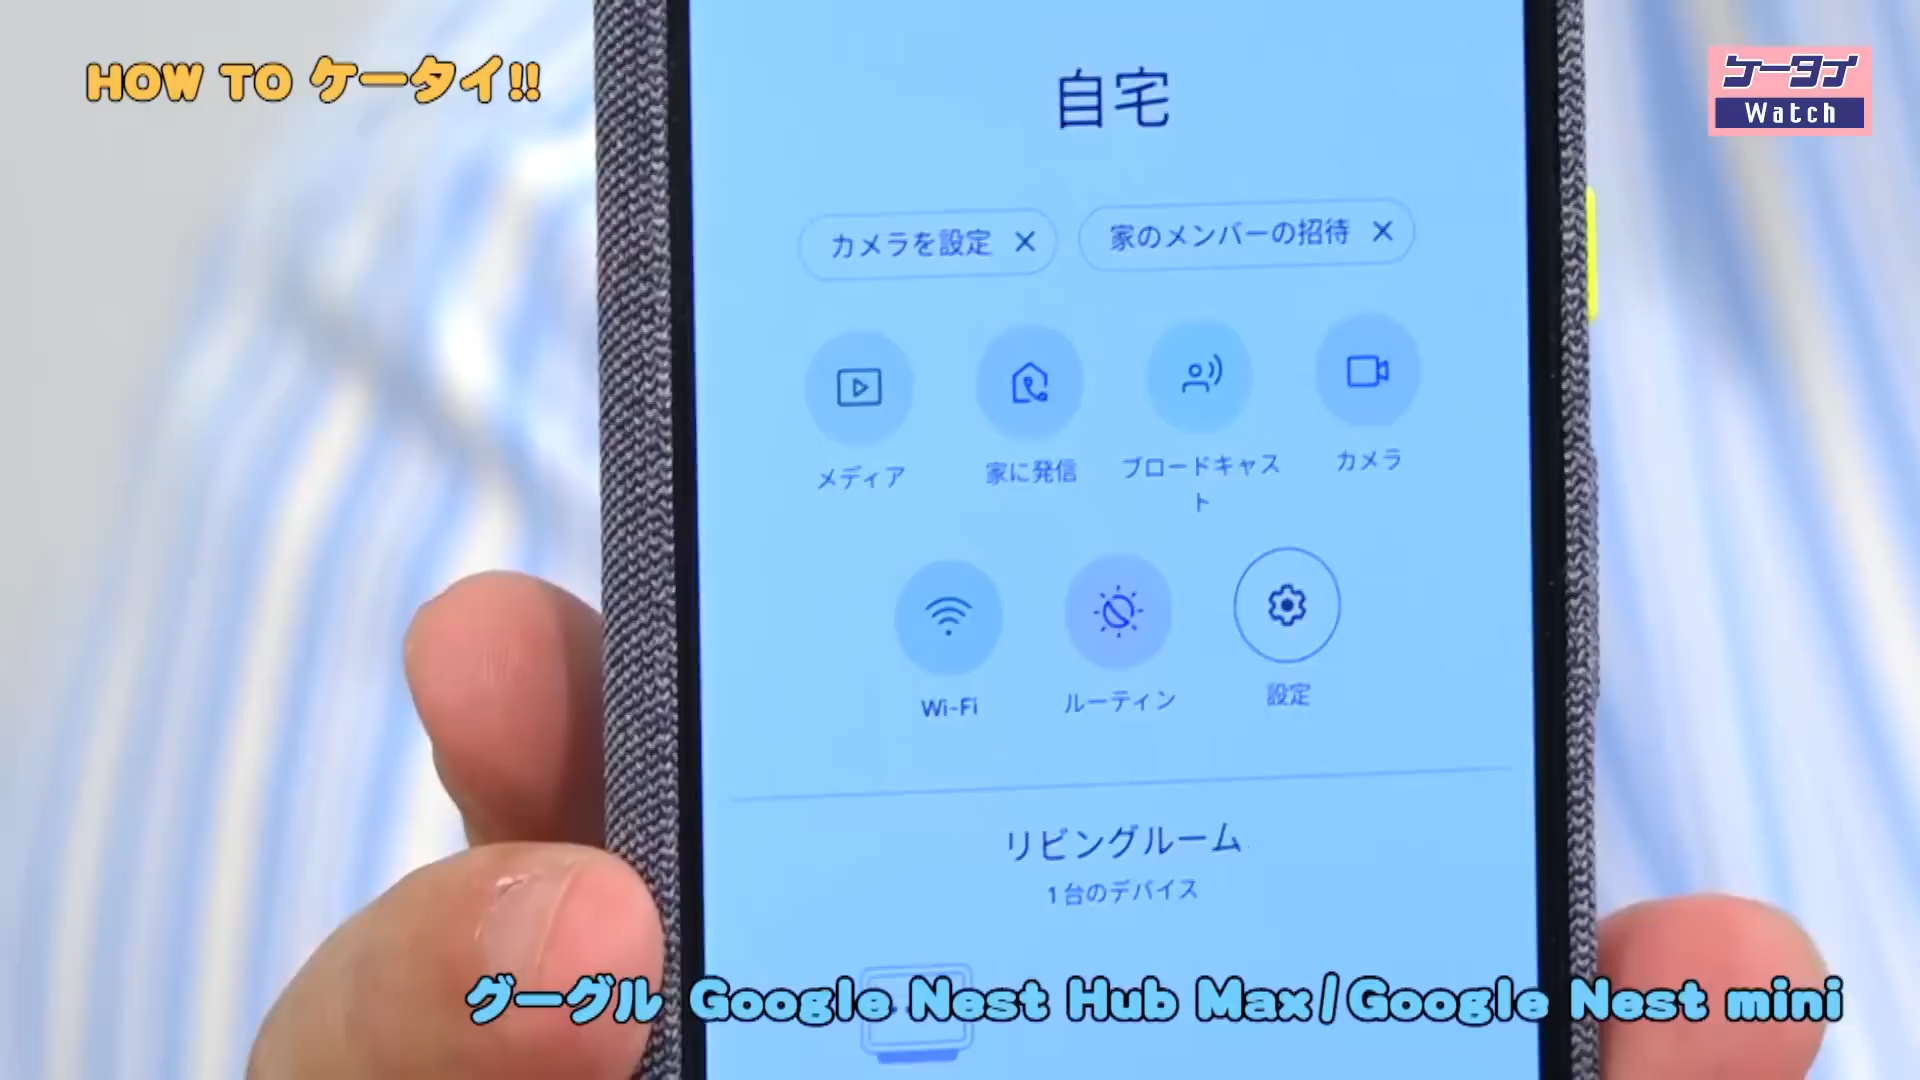 HOW TO ケータイ!!
ケータイ
Watch
自宅
カメラを設定 ×
家のメンバーの招待 ×
メディア
家に発信
ブロードキャス
ト
カメラ
Wi-Fi
ルーティン
設定
リビングルーム
1台のデバイス
グーグル Google Nest Hub Max/Google Nest mini